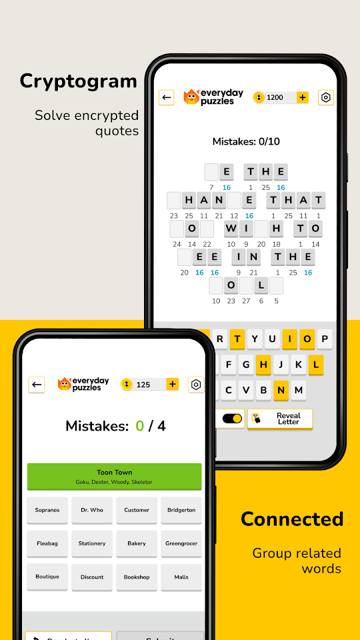 Cryptogram
Solve encrypted
quotes
everyday
puzzles
1200
Mistakes: 0/10
E THE
7 16 1 25 16
HAN E THAT
23 25 11 21 12 16 1 25 11 1
O WI H TO
24 14 22 10 9 20 18 1 14
EE IN THE
20 16 16 9 21 1 25 16
O L
10 23 27 6 5
R T Y U I O P
F G H J K L
C V B N M
Reveal
Letter
everyday
puzzles
125
Mistakes: 0 / 4
Toon Town
Goku, Dexter, Woody, Skeletor
Sopranos Dr. Who Customer Bridgerton
Fleabag Stationery Bakery Greengrocer
Boutique Discount Bookshop Malls
Connected
Group related
words